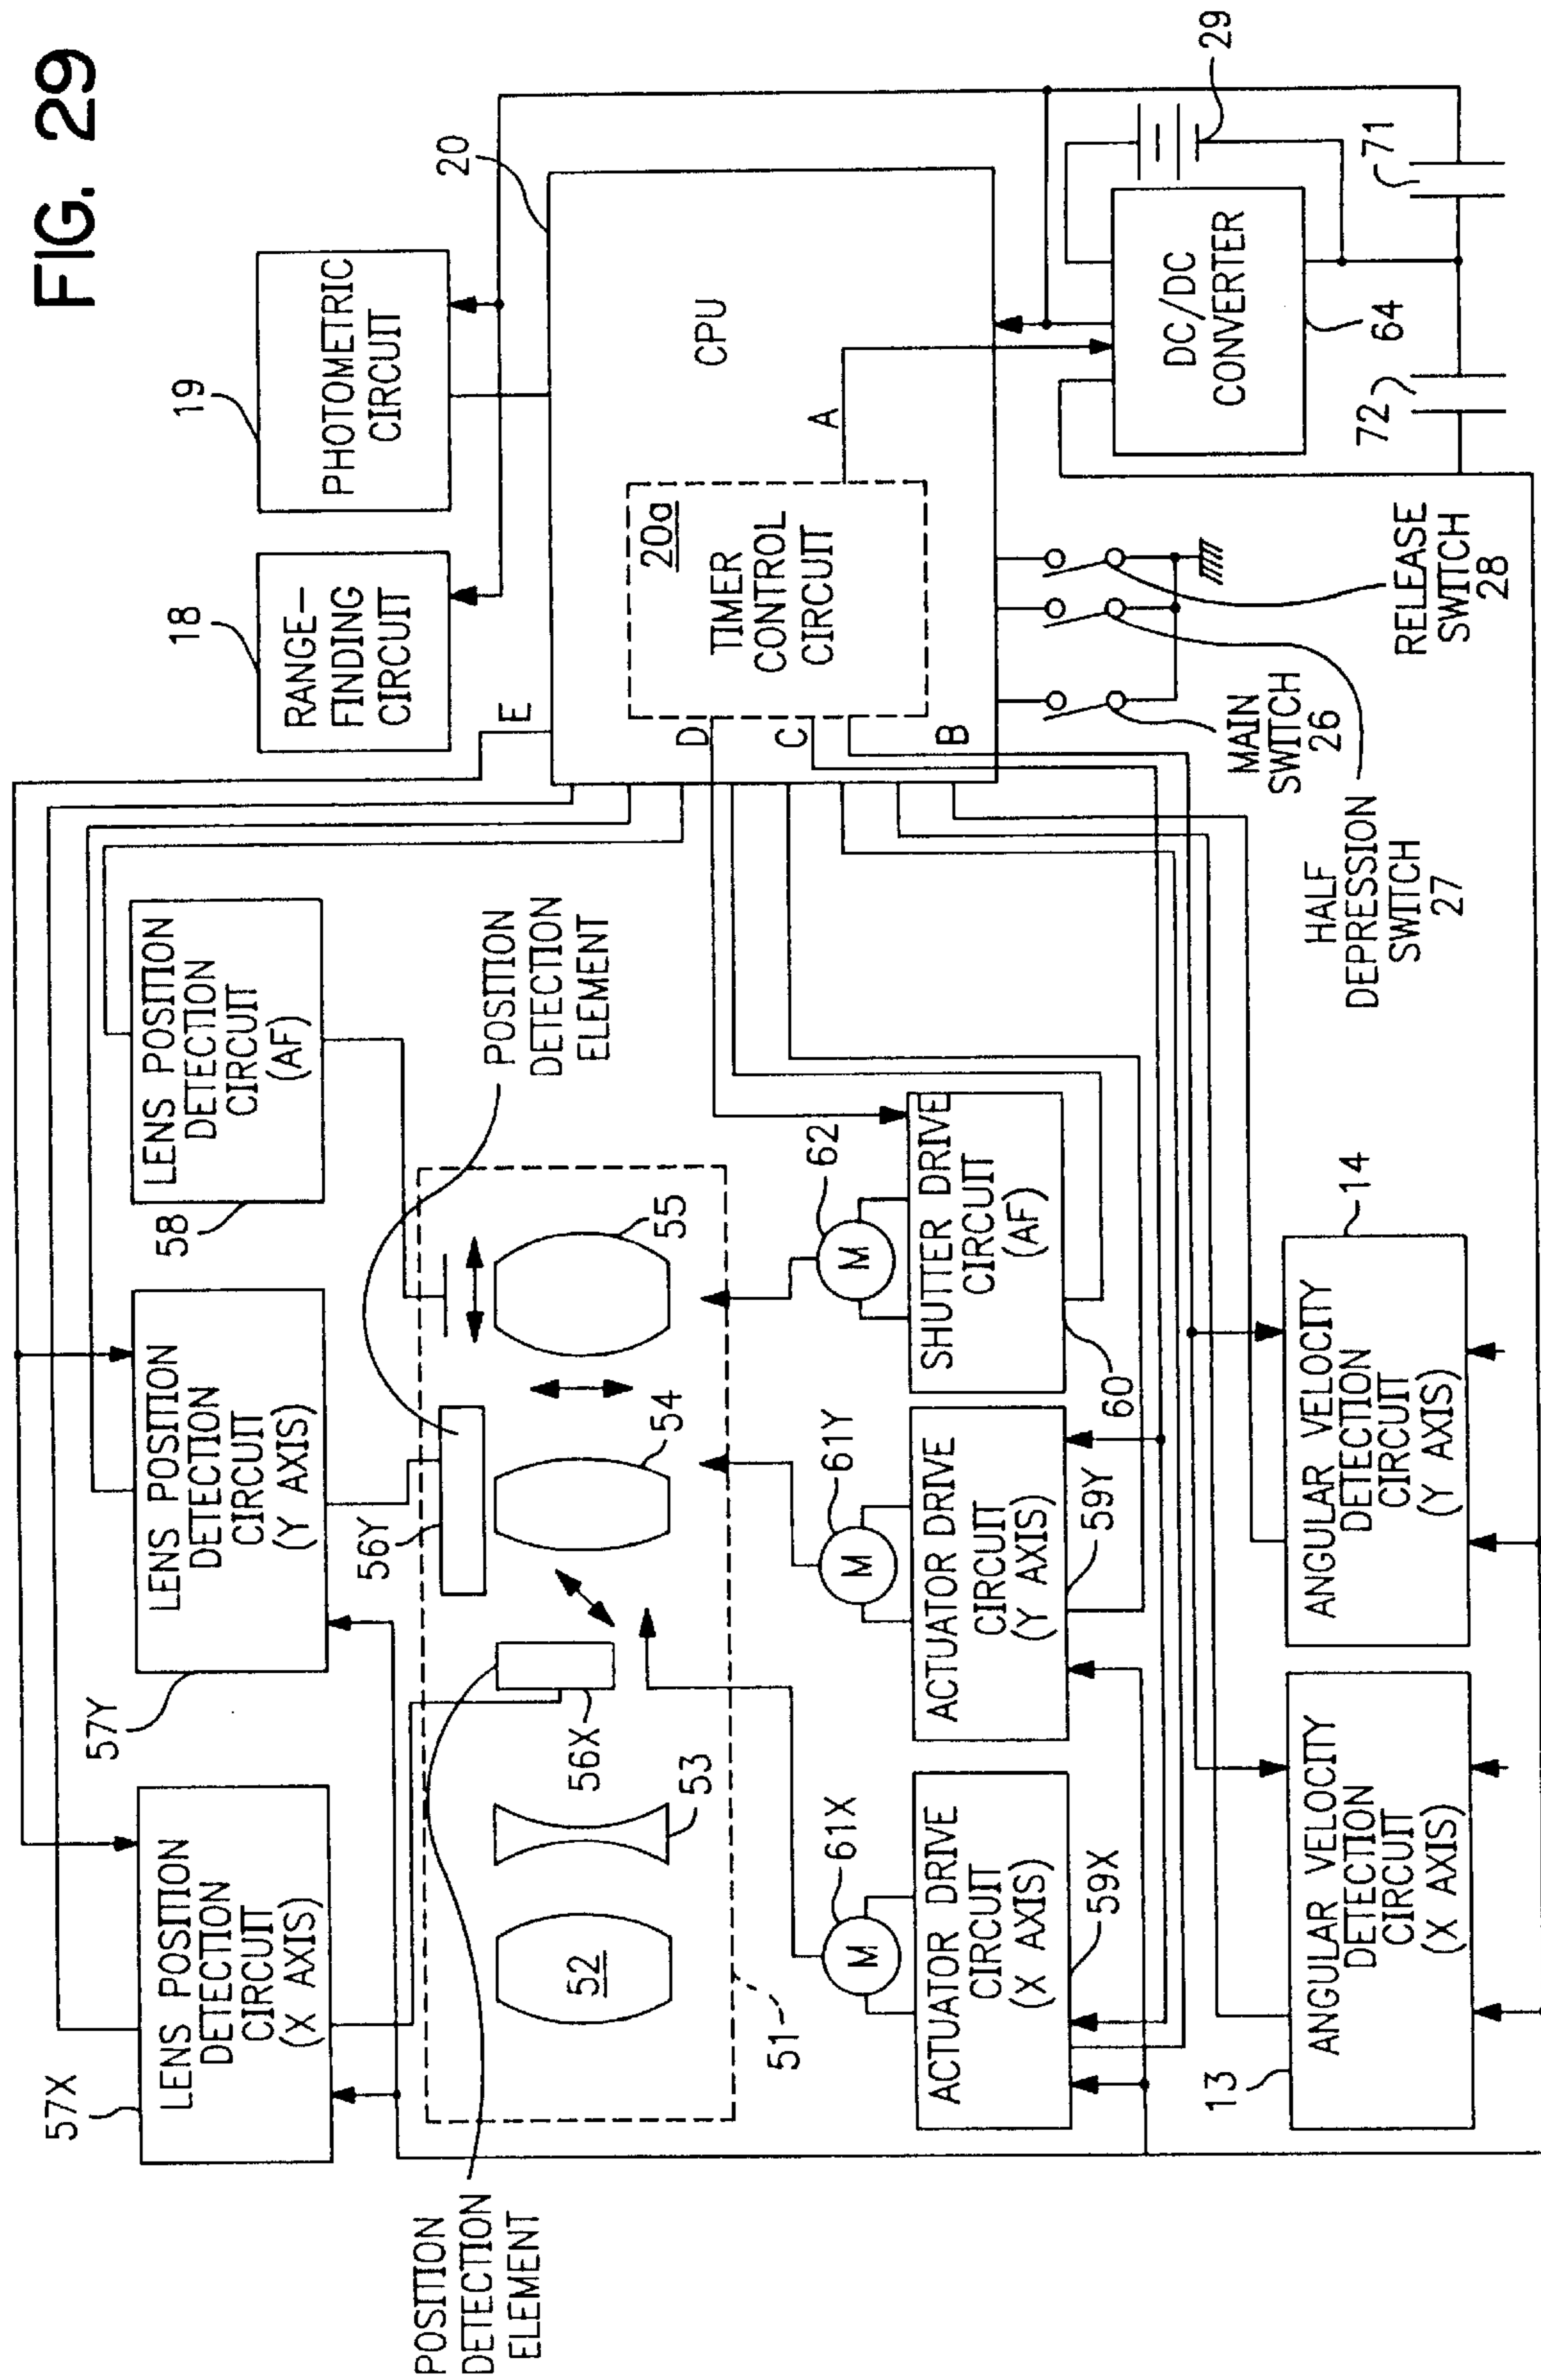 FIG. 29
57X
LENS POSITION
DETECTION
CIRCUIT
(X AXIS)
57Y
LENS POSITION
DETECTION
CIRCUIT
(Y AXIS)
58
LENS POSITION
DETECTION
CIRCUIT
(AF)
18
RANGE-
FINDING
CIRCUIT
19
PHOTOMETRIC
CIRCUIT
20
E
POSITION
DETECTION
ELEMENT
POSITION
DETECTION
ELEMENT
52
53
56X
56Y
54
55
51
CPU
20a
TIMER
CONTROL
CIRCUIT
A
D
C
B
61X
M
61Y
M
62
M
ACTUATOR DRIVE
CIRCUIT
(X AXIS)
59X
ACTUATOR DRIVE
CIRCUIT
(Y AXIS)
59Y
SHUTTER DRIVE
CIRCUIT
(AF)
60
MAIN
SWITCH
26
HALF
DEPRESSION
SWITCH
27
RELEASE
SWITCH
28
DC/DC
CONVERTER
64
29
72
71
13
ANGULAR VELOCITY
DETECTION
CIRCUIT
(X AXIS)
14
ANGULAR VELOCITY
DETECTION
CIRCUIT
(Y AXIS)